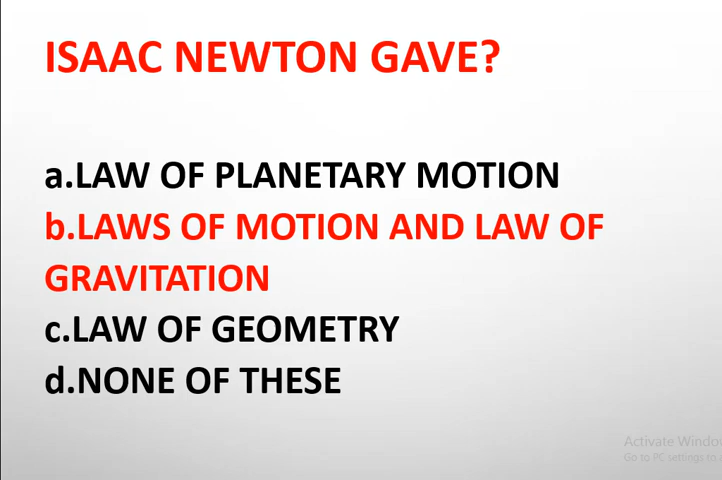 ISAAC NEWTON GAVE?
a.LAW OF PLANETARY MOTION
b.LAWS OF MOTION AND LAW OF
GRAVITATION
c.LAW OF GEOMETRY
d.NONE OF THESE
Activate Windo
Go to PC settings to